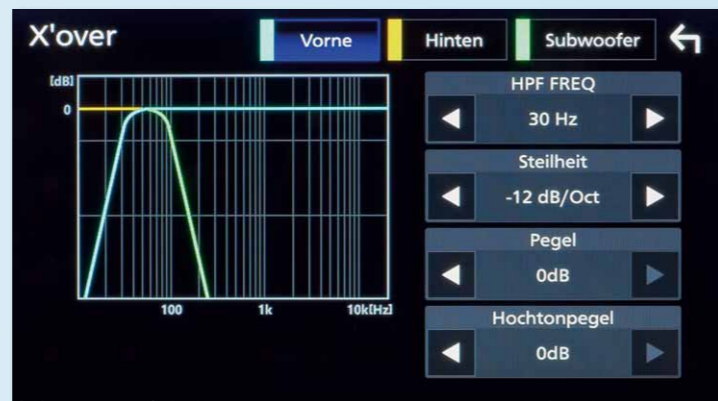 X'over
Vorne
Hinten
Subwoofer
[dB]
0
100
1k
10k[Hz]
HPF FREQ
30 Hz
Steilheit
-12 dB/Oct
Pegel
0dB
Hochtonpegel
0dB